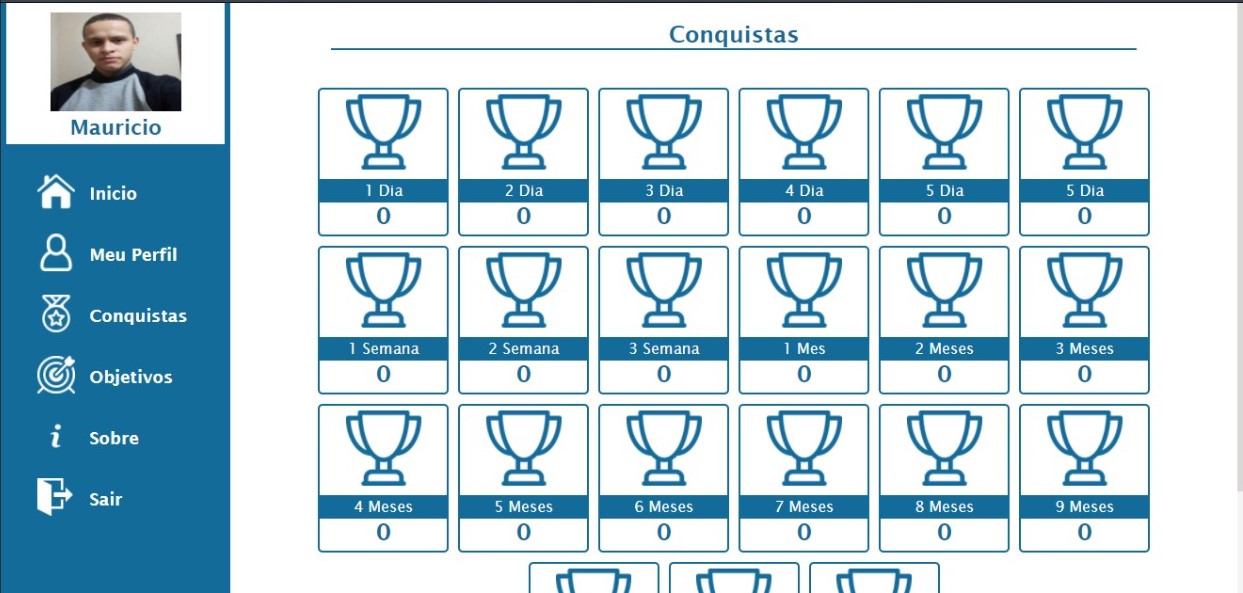 Mauricio
Inicio
Meu Perfil
Conquistas
Objetivos
i Sobre
Sair
Conquistas
1 Dia 2 Dia 3 Dia 4 Dia 5 Dia 5 Dia
0 0 0 0 0 0
1 Semana 2 Semana 3 Semana 1 Mes 2 Meses 3 Meses
0 0 0 0 0 0
4 Meses 5 Meses 6 Meses 7 Meses 8 Meses 9 Meses
0 0 0 0 0 0